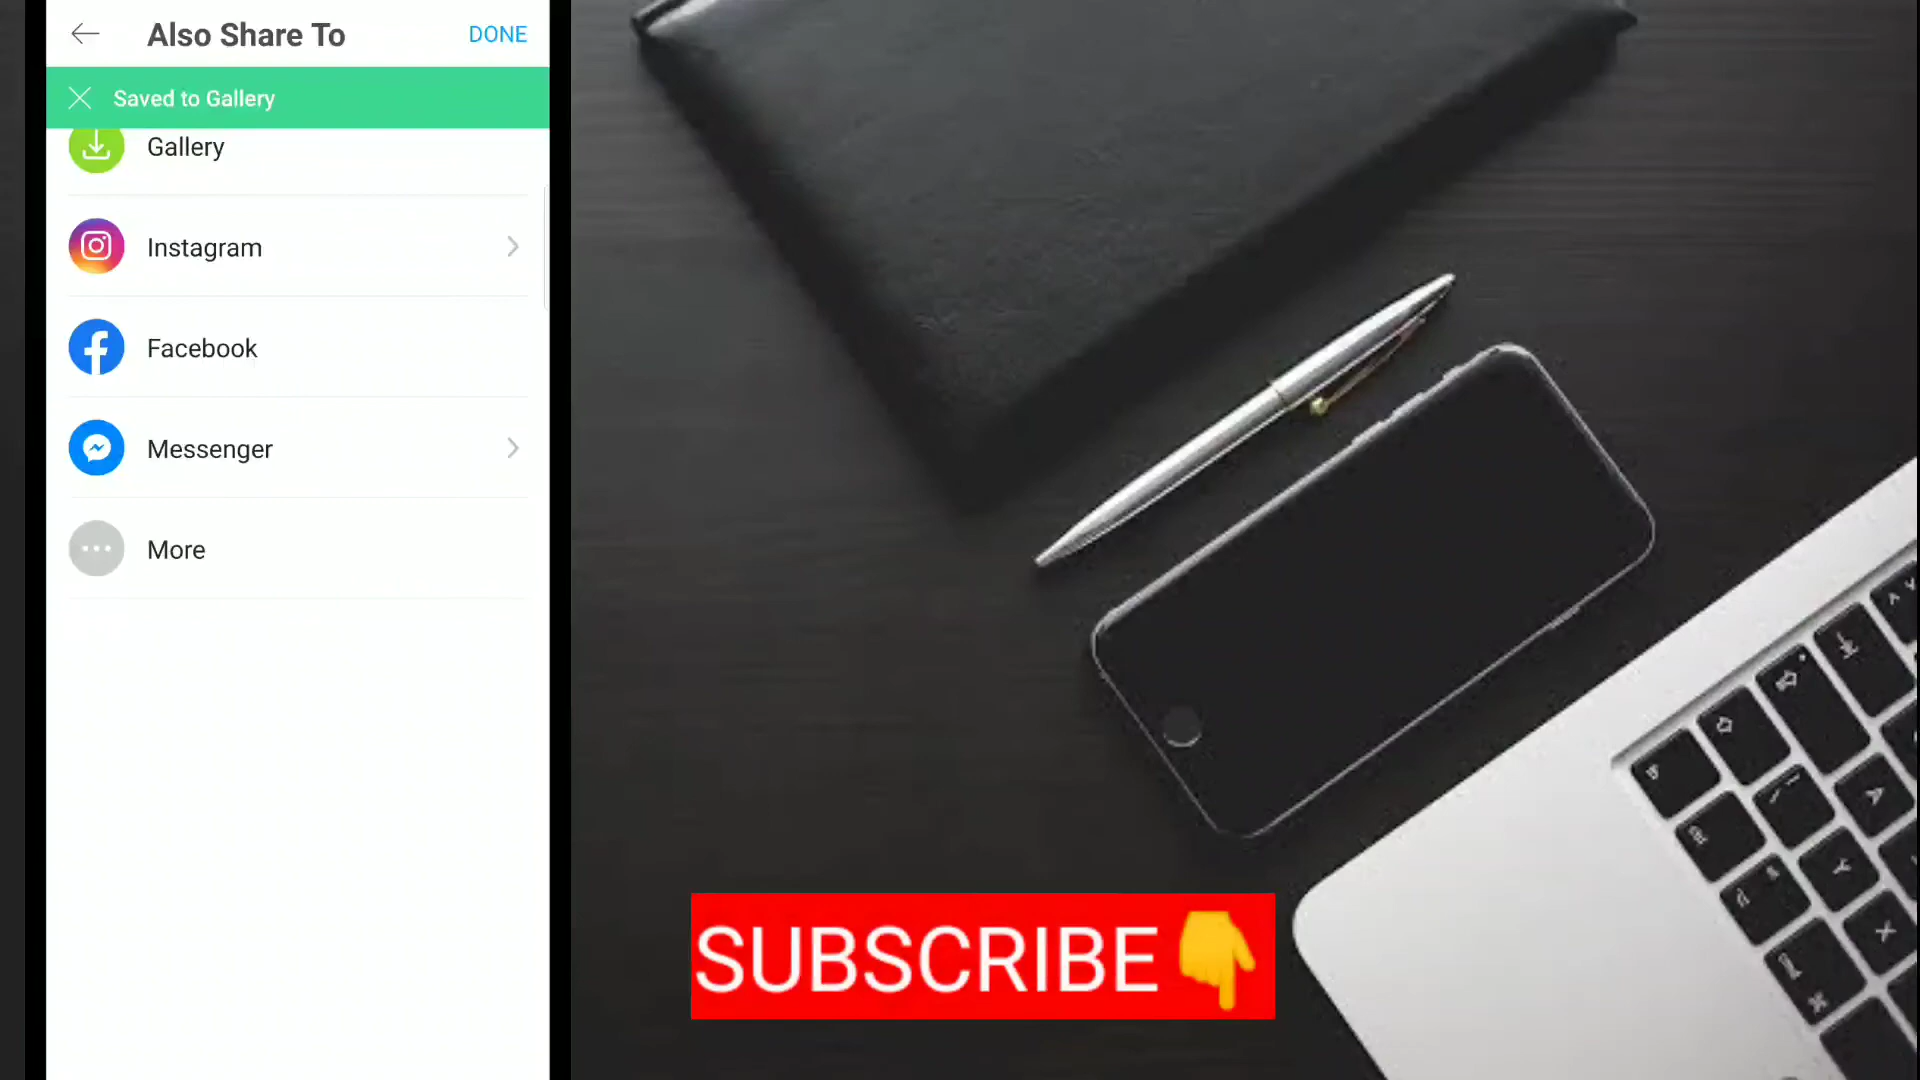 Also Share To
DONE
Saved to Gallery
Gallery
Instagram
Facebook
Messenger
More
SUBSCRIBE👇